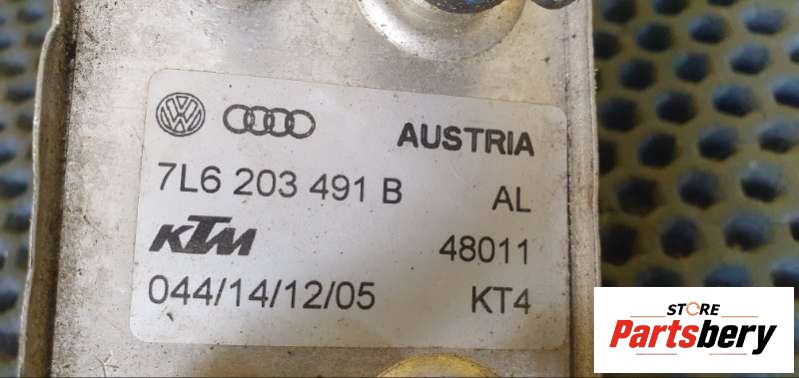 AUSTRIA
7L6 203 491 B AL
KTM 48011
044/14/12/05 KT4
STORE
Partsbery